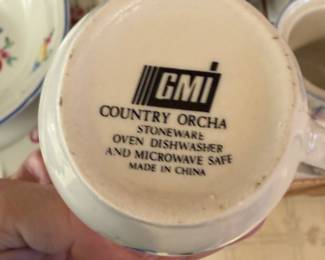 CMI
COUNTRY ORCHA
STONEWARE
OVEN DISHWASHER
AND MICROWAVE SAFE
MADE IN CHINA